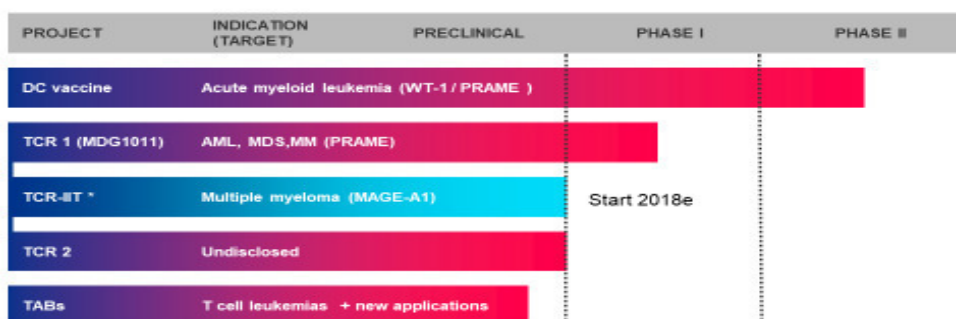 PROJECT INDICATION (TARGET) PRECLINICAL PHASE I PHASE II
DC vaccine Acute myeloid leukemia (WT-1 / PRAME )
TCR 1 (MDG1011) AML, MDS,MM (PRAME)
TCR-IIT * Multiple myeloma (MAGE-A1) Start 2018e
TCR 2 Undisclosed
TABs T cell leukemias + new applications